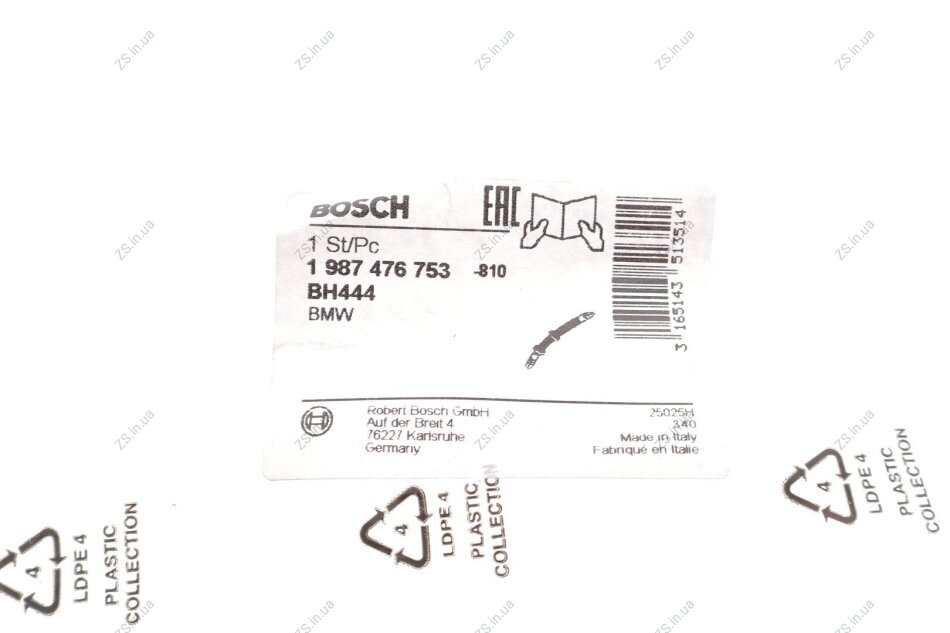 BOSCH
EAC
1 St/Pc
1 987 476 753 -810
BH444
BMW
3 165143 513514
Robert Bosch GmbH
Auf der Breit 4
76227 Karlsruhe
Germany
25025H
340
Made in Italy
Fabriqué en Italie
4
LDPE 4
PLASTIC
COLLECTION
4
LDPE 4
PLASTIC
COLLECTION
4
LDPE 4
PLASTIC
COLLECTION
ZS.in.ua